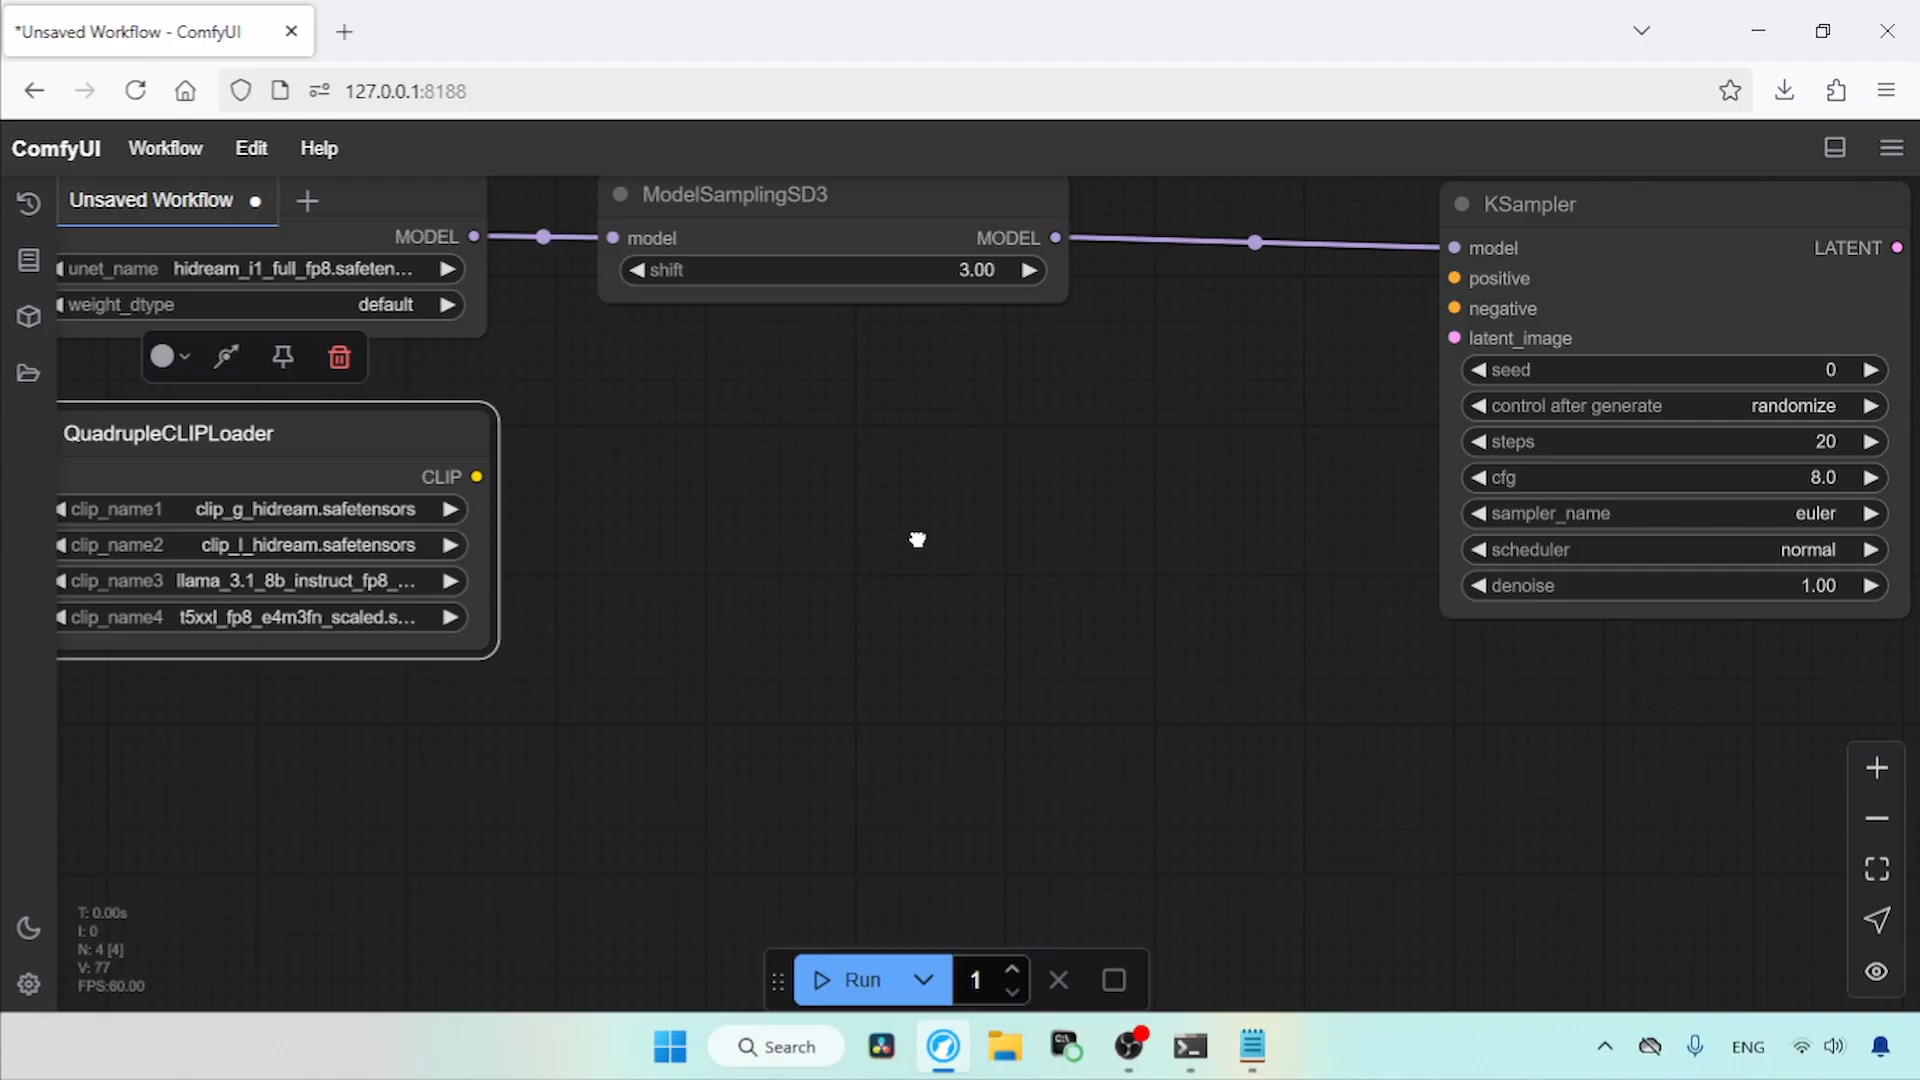 *Unsaved Workflow - ComfyUI
127.0.0.1:8188
ComfyUI Workflow Edit Help
Unsaved Workflow
MODEL
unet_name hidream_i1_full_fp8.safeten...
weight_dtype default
ModelSamplingSD3
model MODEL
shift 3.00
KSampler
model LATENT
positive
negative
latent_image
seed 0
control after generate randomize
steps 20
cfg 8.0
sampler_name euler
scheduler normal
denoise 1.00
QuadrupleCLIPLoader
CLIP
clip_name1 clip_g_hidream.safetensors
clip_name2 clip_l_hidream.safetensors
clip_name3 llama_3.1_8b_instruct_fp8_...
clip_name4 t5xxl_fp8_e4m3fn_scaled.s...
T: 0.00s
I: 0
N: 4 [4]
V: 77
FPS:60.00
Run 1
Search
ENG